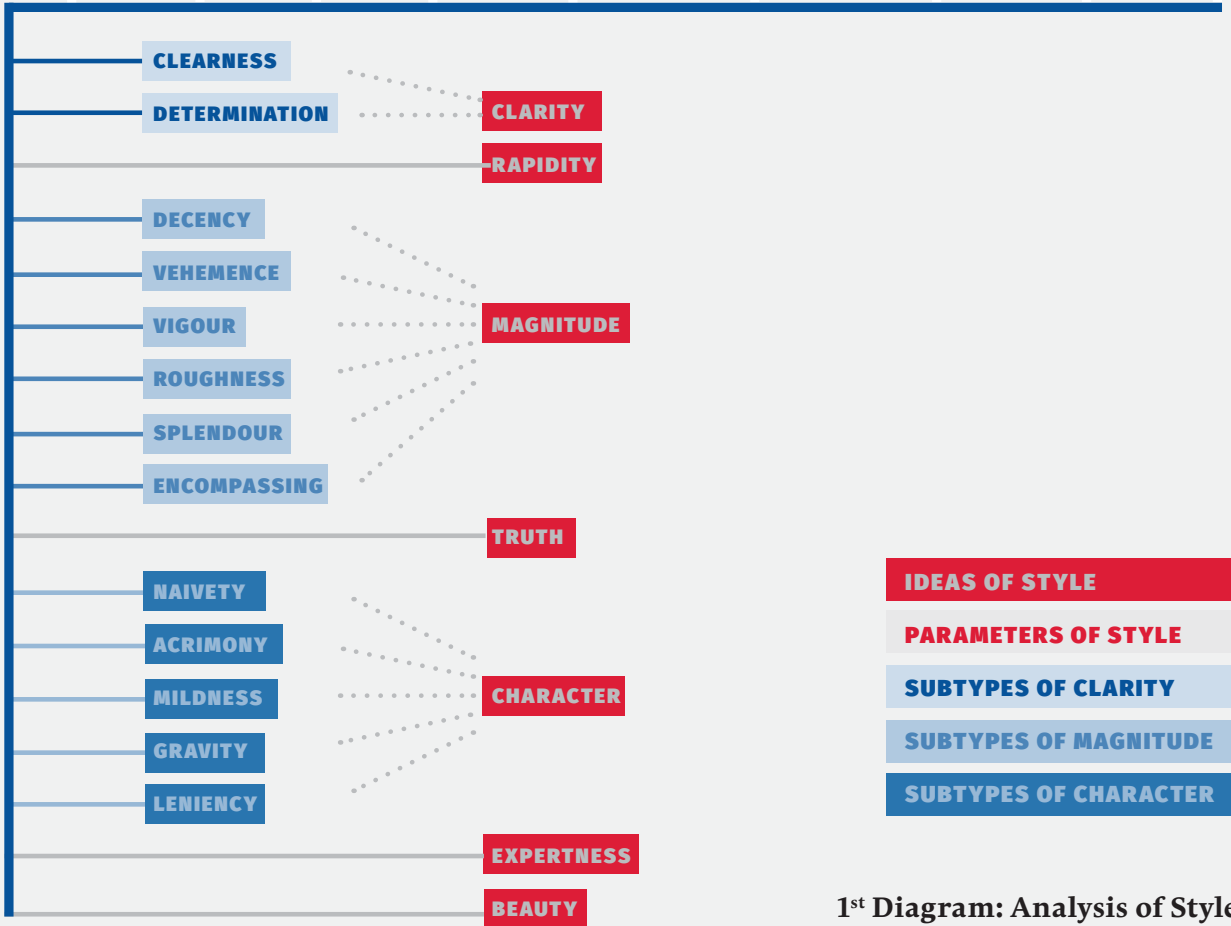 CLEARNESS
DETERMINATION
CLARITY
RAPIDITY
DECENCY
VEHEMENCE
VIGOUR
MAGNITUDE
ROUGHNESS
SPLENDOUR
ENCOMPASSING
TRUTH
NAIVETY
ACRIMONY
MILDNESS
CHARACTER
GRAVITY
LENIENCY
EXPERTNESS
BEAUTY
IDEAS OF STYLE
PARAMETERS OF STYLE
SUBTYPES OF CLARITY
SUBTYPES OF MAGNITUDE
SUBTYPES OF CHARACTER
1st Diagram: Analysis of Style